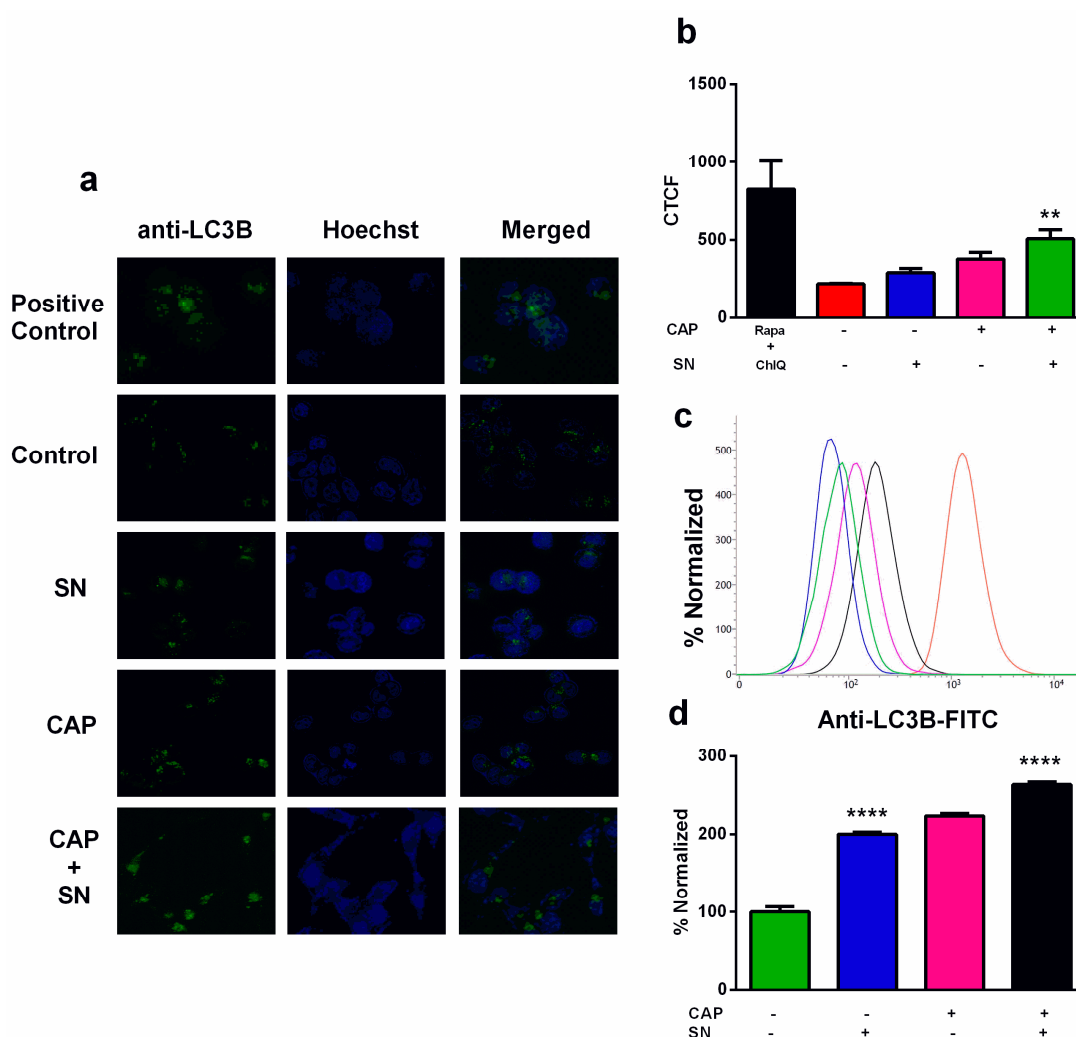 a
anti-LC3B Hoechst Merged
Positive
Control
Control
SN
CAP
CAP
+
SN
b
CTCF
1500
1000
500
0
**
CAP Rapa - - + +
+
SN ChlQ - + - +
c
% Normalized
500
400
300
200
100
0
0 10² 10³ 10⁴
Anti-LC3B-FITC
d
% Normalized
300
200
100
0
**** ****
CAP - - + +
SN - + - +